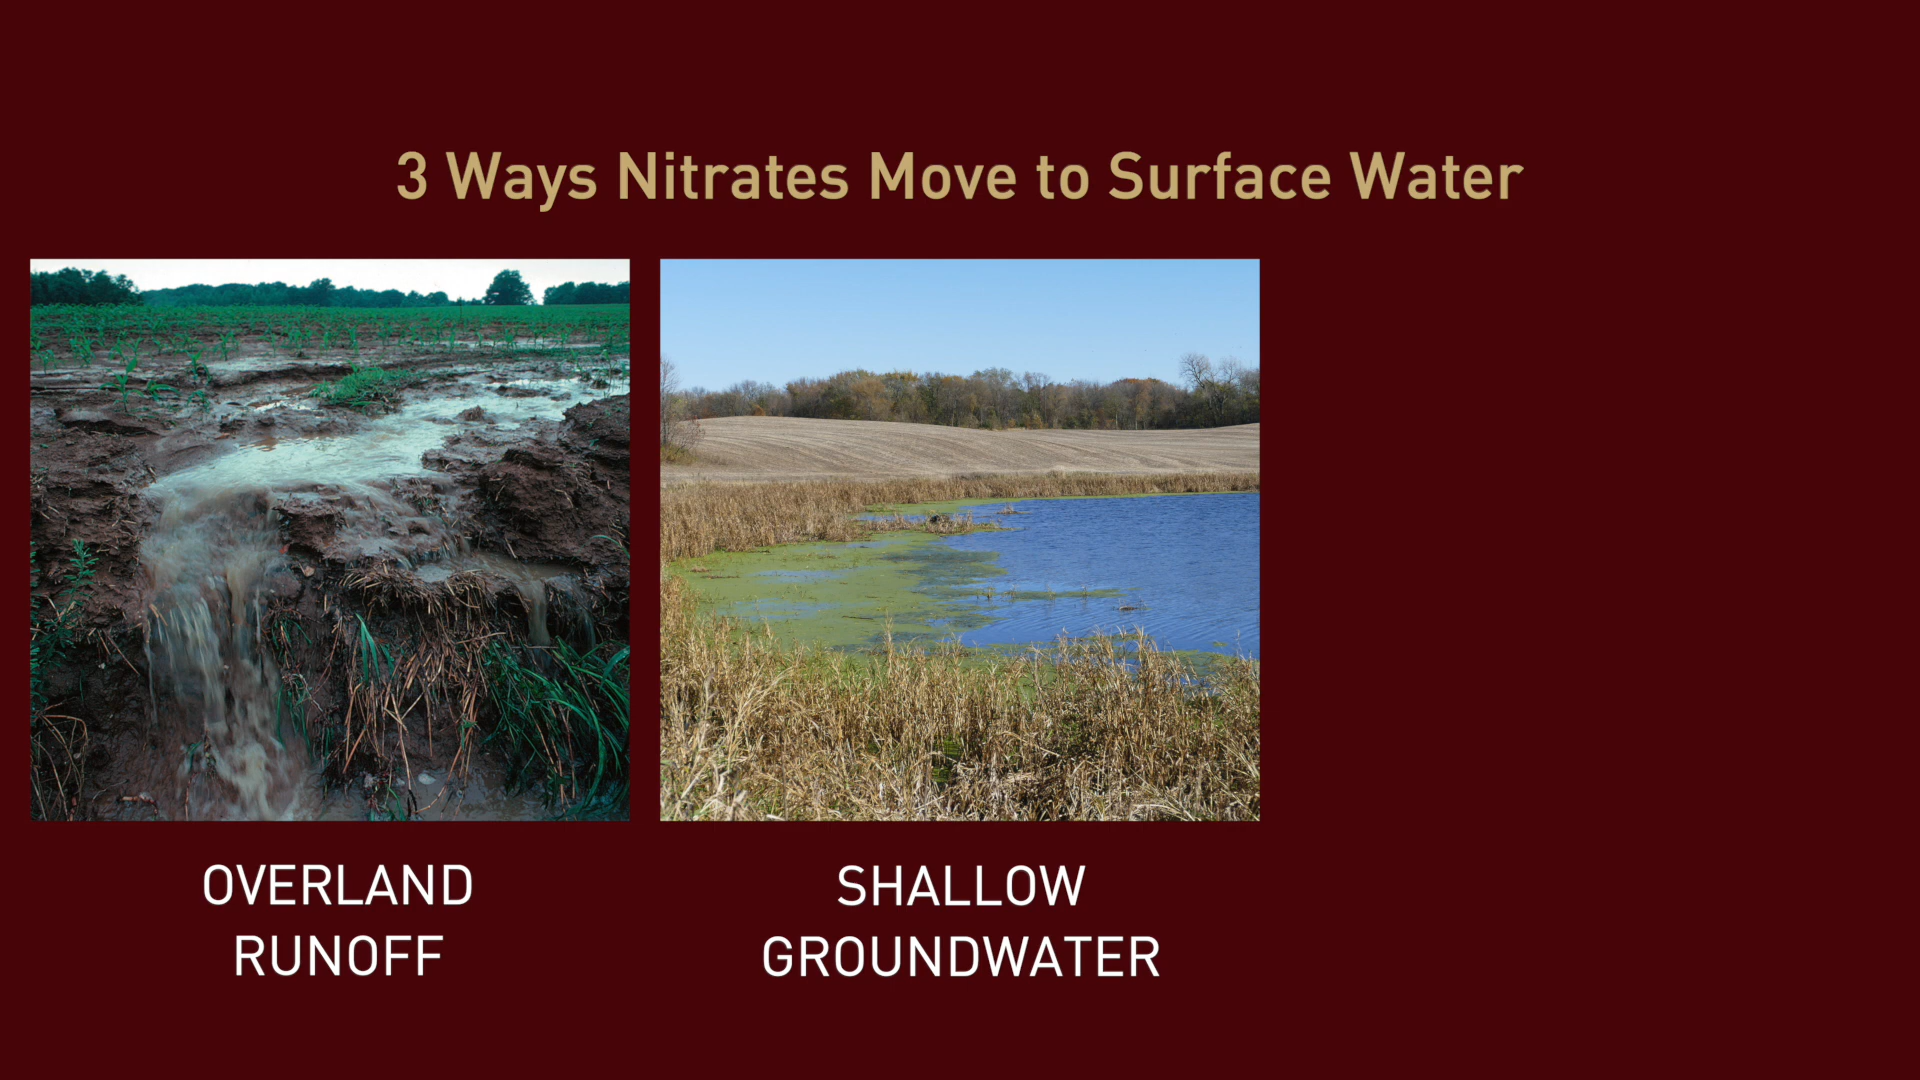 3 Ways Nitrates Move to Surface Water
OVERLAND
RUNOFF
SHALLOW
GROUNDWATER